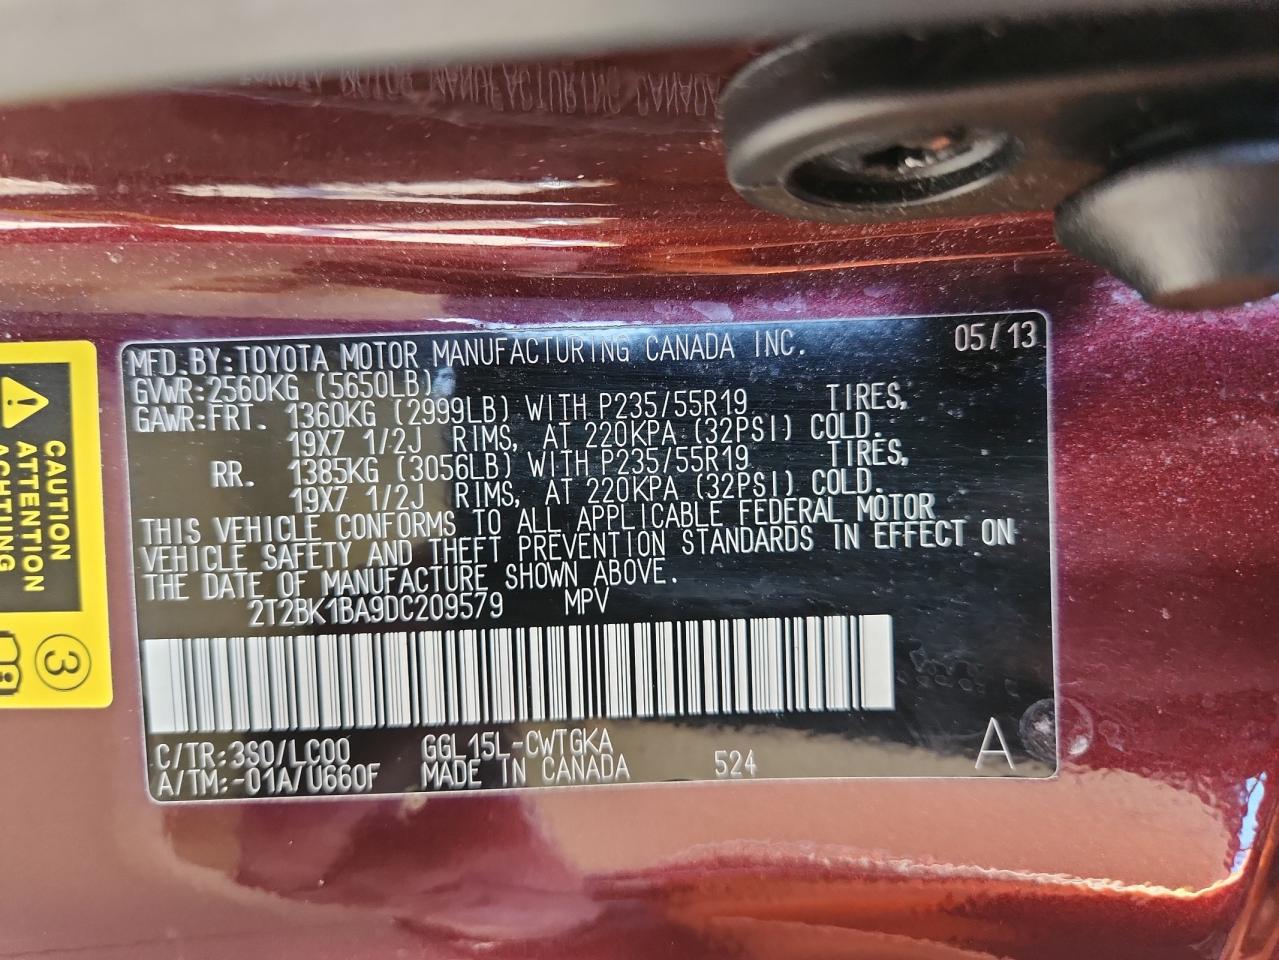 MFD.BY:TOYOTA MOTOR MANUFACTURING CANADA INC. 05/13
GVWR:2560KG (5650LB)
GAWR:FRT. 1360KG (2999LB) WITH P235/55R19 TIRES,
19X7 1/2J RIMS, AT 220KPA (32PSI) COLD.
RR. 1385KG (3056LB) WITH P235/55R19 TIRES,
19X7 1/2J RIMS, AT 220KPA (32PSI) COLD.
THIS VEHICLE CONFORMS TO ALL APPLICABLE FEDERAL MOTOR
VEHICLE SAFETY AND THEFT PREVENTION STANDARDS IN EFFECT ON
THE DATE OF MANUFACTURE SHOWN ABOVE.
2T2BK1BA9DC209579 MPV
C/TR:3S0/LC00 GGL15L-CWTGKA A
A/TM:-01A/U660F MADE IN CANADA 524
CAUTION
ATTENTION
ACHTUNG
3